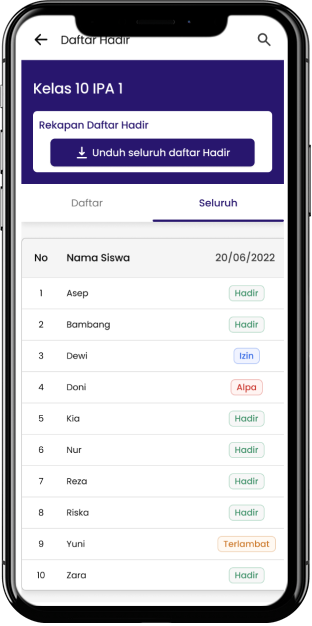 Daftar Hadir
Kelas 10 IPA 1
Rekapan Daftar Hadir
Unduh seluruh daftar Hadir
Daftar Seluruh
No Nama Siswa 20/06/2022
1 Asep Hadir
2 Bambang Hadir
3 Dewi Izin
4 Doni Alpa
5 Kia Hadir
6 Nur Hadir
7 Reza Hadir
8 Riska Hadir
9 Yuni Terlambat
10 Zara Hadir